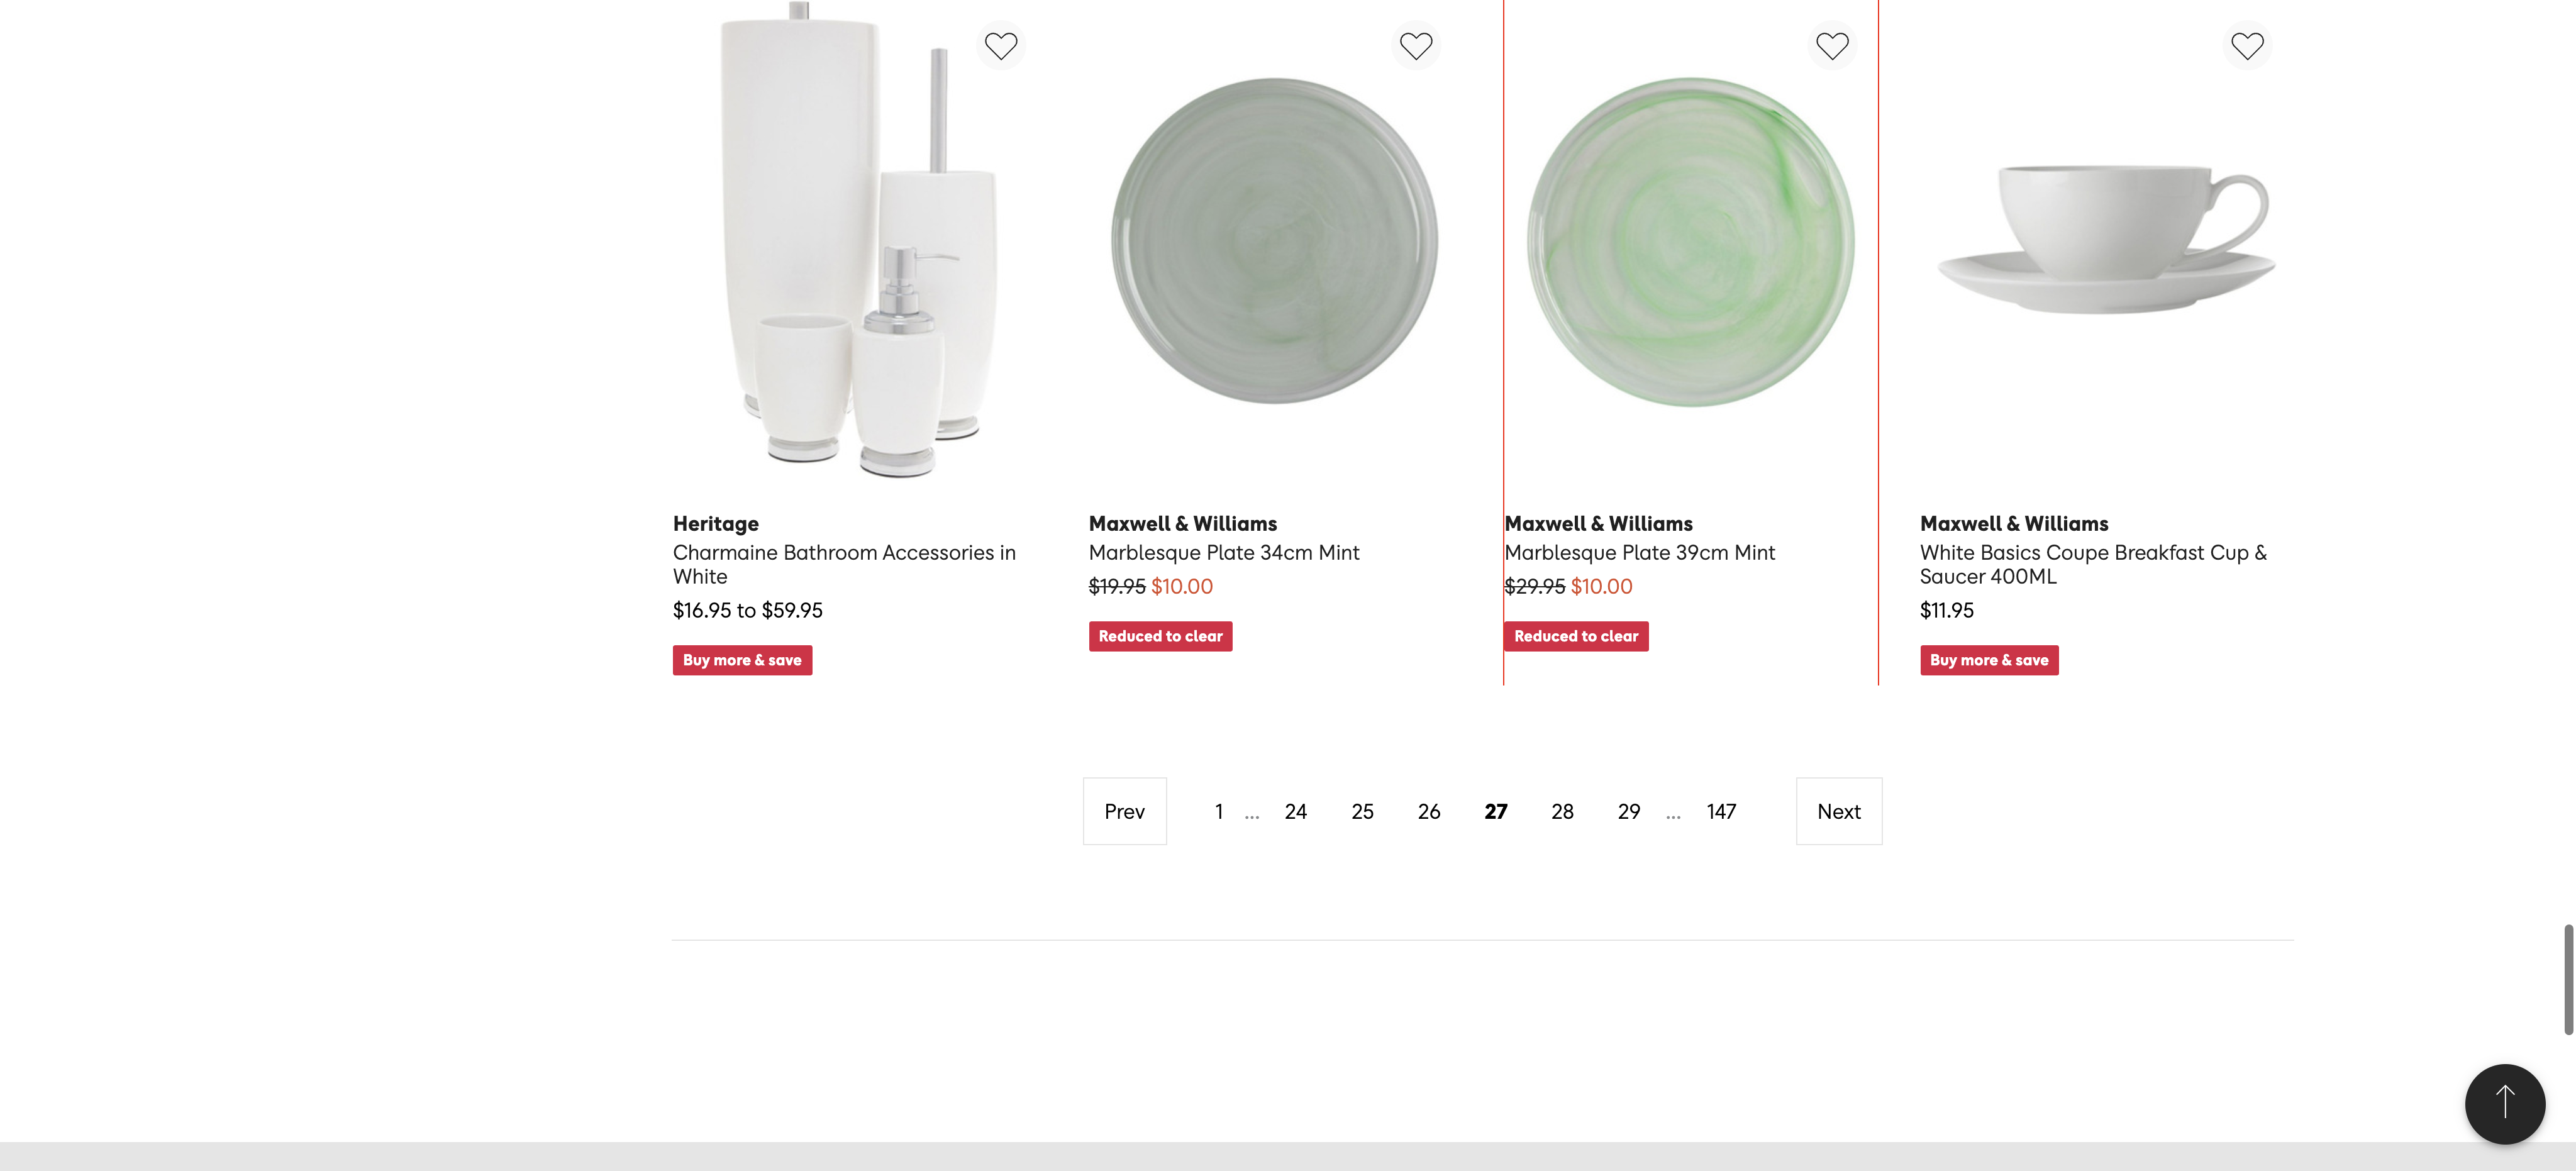 Heritage
Charmaine Bathroom Accessories in
White
$16.95 to $59.95
Buy more & save
Maxwell & Williams
Marblesque Plate 34cm Mint
$19.95 $10.00
Reduced to clear
Maxwell & Williams
Marblesque Plate 39cm Mint
$29.95 $10.00
Reduced to clear
Maxwell & Williams
White Basics Coupe Breakfast Cup &
Saucer 400ML
$11.95
Buy more & save
Prev 1 ... 24 25 26 27 28 29 ... 147 Next